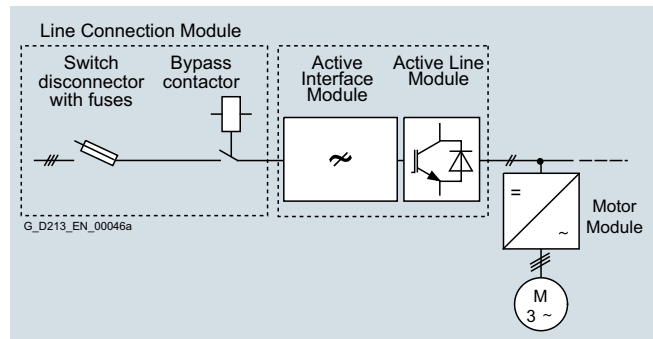 Line Connection Module
Switch
disconnector
with fuses
Bypass
contactor
Active
Interface
Module
Active Line
Module
=
~
Motor
Module
M
3 ~
G_D213_EN_00046a